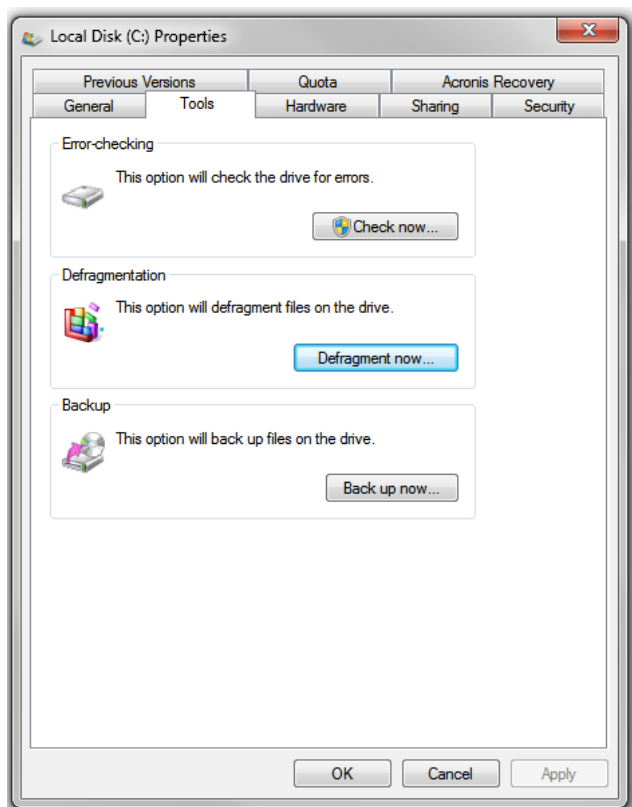 Local Disk (C:) Properties
Previous Versions Quota Acronis Recovery
General Tools Hardware Sharing Security
Error-checking
This option will check the drive for errors.
Check now...
Defragmentation
This option will defragment files on the drive.
Defragment now...
Backup
This option will back up files on the drive.
Back up now...
OK Cancel Apply